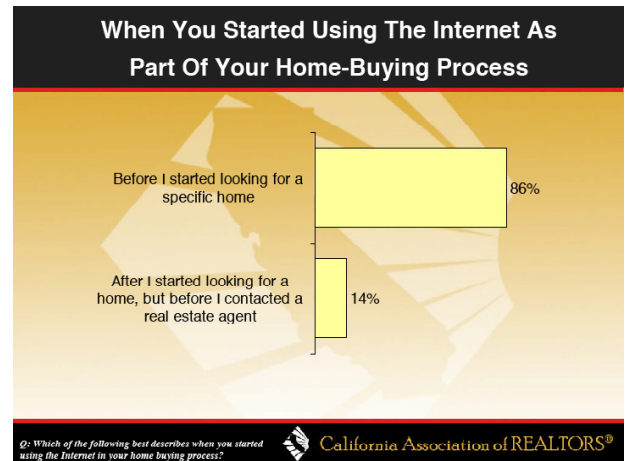 When You Started Using The Internet As
Part Of Your Home-Buying Process
Before I started looking for a
specific home
86%
After I started looking for a
home, but before I contacted a
real estate agent
14%
Q: Which of the following best describes when you started
using the Internet in your home buying process?
California Association of REALTORS®